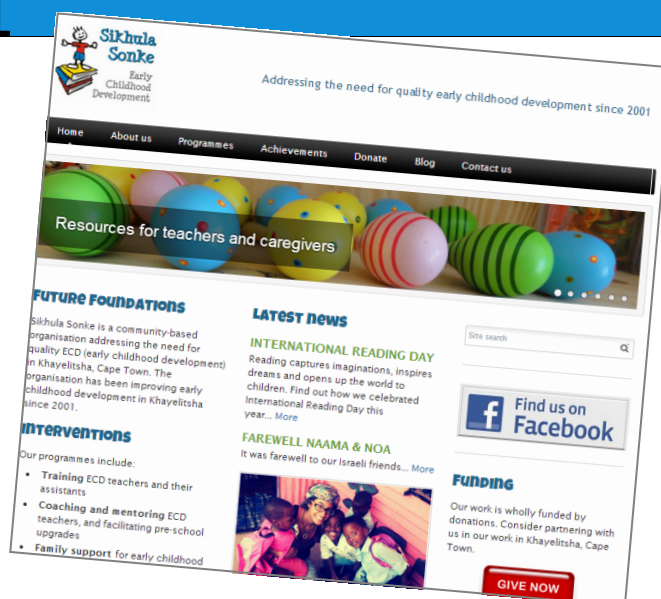 Sikhula
Sonke
Early
Childhood
Development
Addressing the need for quality early childhood development since 2001
Home About us Programmes Achievements Donate Blog Contact us
Resources for teachers and caregivers
Future Foundations
Sikhula Sonke is a community-based
organisation addressing the need for
quality ECD (early childhood development)
in Khayelitsha, Cape Town. The
organisation has been improving early
childhood development in Khayelitsha
since 2001.
Interventions
Our programmes include:
• Training ECD teachers and their
assistants
• Coaching and mentoring ECD
teachers, and facilitating pre-school
upgrades
• Family support for early childhood
Latest news
INTERNATIONAL READING DAY
Reading captures imaginations, inspires
dreams and opens up the world to
children. Find out how we celebrated
International Reading Day this
year... More
FAREWELL NAAMA & NOA
It was farewell to our Israeli friends... More
Site search
Find us on
Facebook
Funding
Our work is wholly funded by
donations. Consider partnering with
us in our work in Khayelitsha, Cape
Town.
GIVE NOW